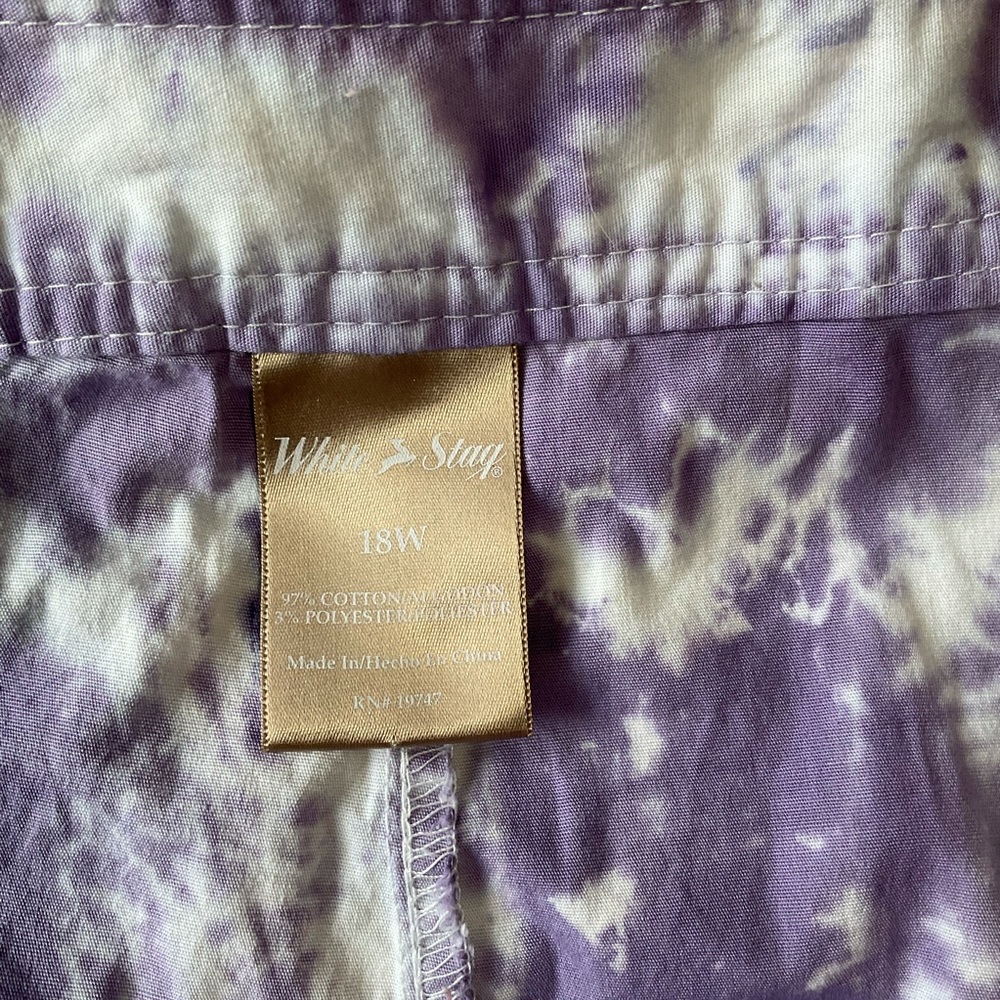 White Stag®
18W
97% COTTON/ALGODON
3% POLYESTER/POLIESTER
Made In/Hecho En China
RN# 19747